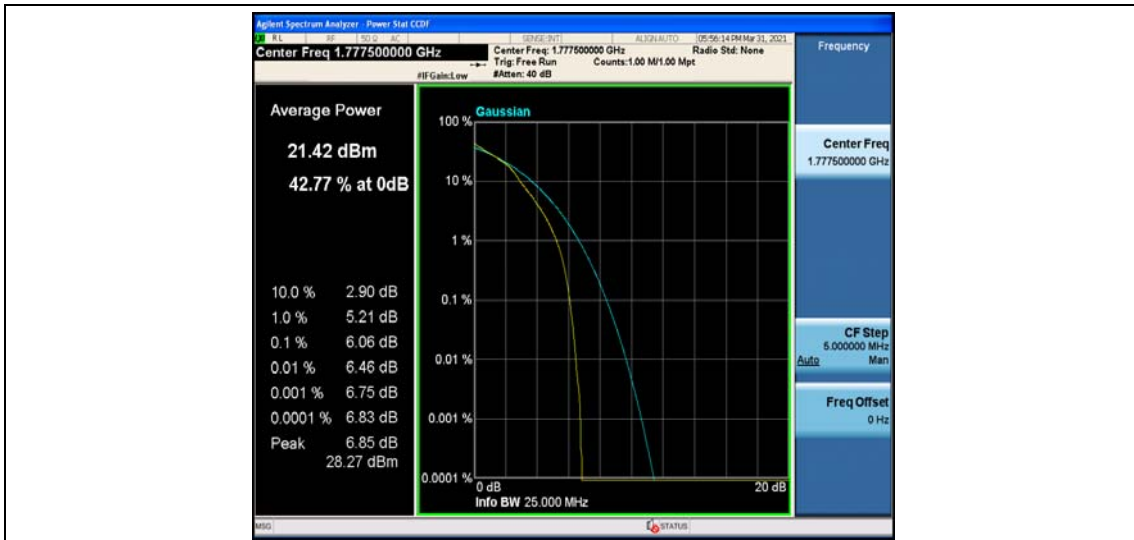 Agilent Spectrum Analyzer - Power Stat CCDF
RL RF 50 Ω AC SENSE:INT ALIGN AUTO 05:56:14 PM Mar 31, 2021
Center Freq 1.777500000 GHz
Center Freq: 1.777500000 GHz Radio Std: None
Trig: Free Run Counts:1.00 M/1.00 Mpt
#IFGain:Low #Atten: 40 dB
Frequency
Average Power
21.42 dBm
42.77 % at 0dB
10.0 % 2.90 dB
1.0 % 5.21 dB
0.1 % 6.06 dB
0.01 % 6.46 dB
0.001 % 6.75 dB
0.0001 % 6.83 dB
Peak 6.85 dB
28.27 dBm
Gaussian
100 %
10 %
1 %
0.1 %
0.01 %
0.001 %
0.0001 %
0 dB 20 dB
Info BW 25.000 MHz
Center Freq
1.777500000 GHz
CF Step
5.000000 MHz
Auto Man
Freq Offset
0 Hz
MSG STATUS